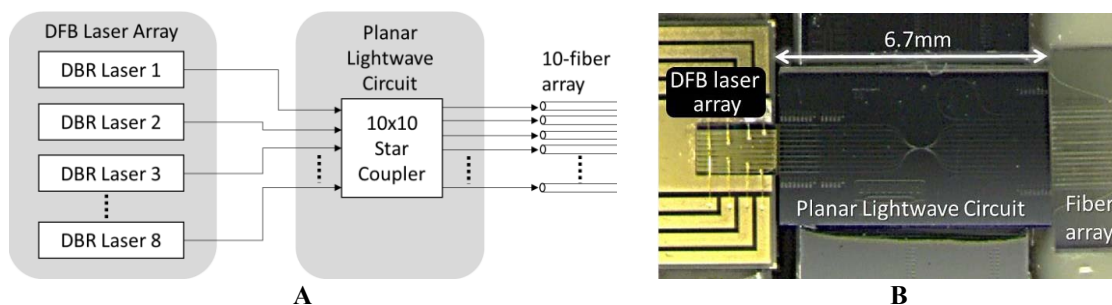 DFB Laser Array
DBR Laser 1
DBR Laser 2
DBR Laser 3
DBR Laser 8
Planar
Lightwave
Circuit
10x10
Star
Coupler
10-fiber
array
A
6.7mm
DFB laser
array
Planar Lightwave Circuit
Fiber
array
B